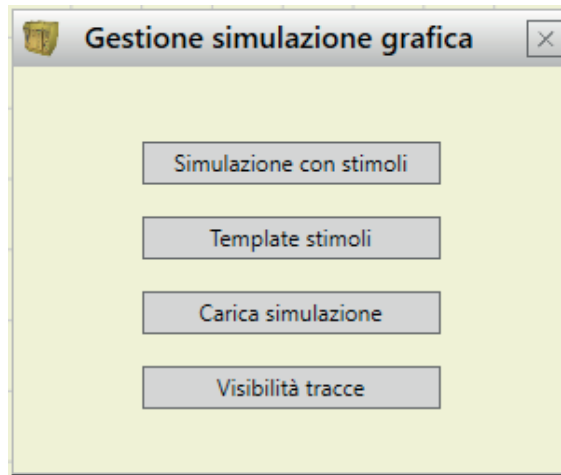 Gestione simulazione grafica
Simulazione con stimoli
Template stimoli
Carica simulazione
Visibilità tracce